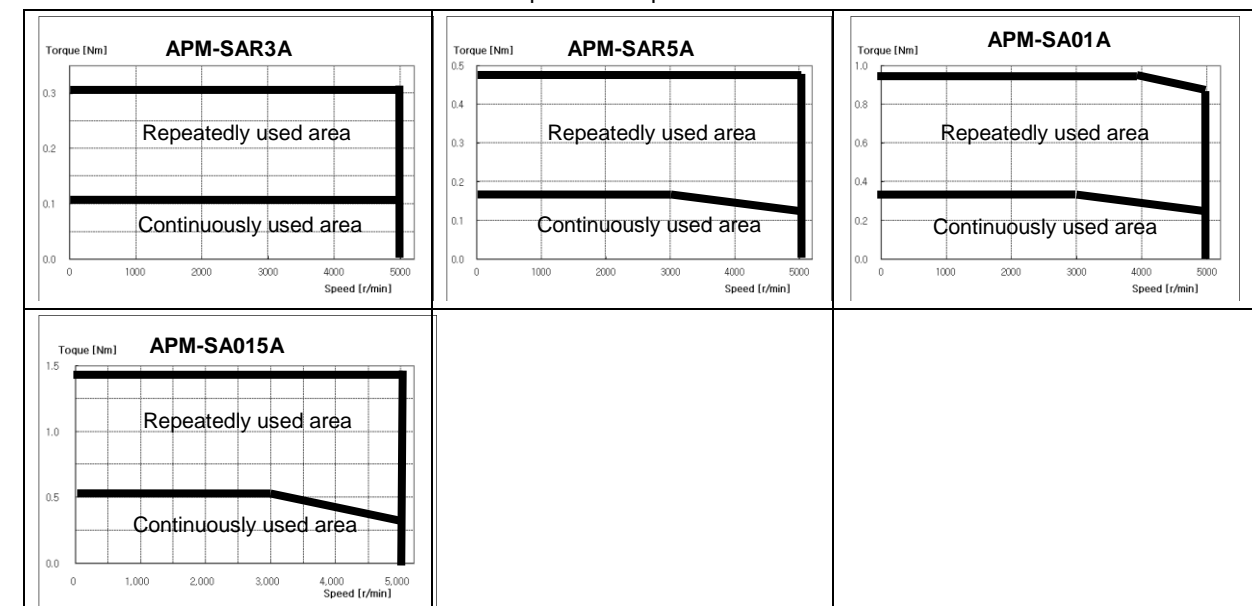 Torque [Nm] APM-SAR3A
0.3
Repeatedly used area
0.2
0.1
Continuously used area
0.0
0 1000 2000 3000 4000 5000
Speed [r/min]
Torque [Nm] APM-SAR5A
0.5
0.4
Repeatedly used area
0.3
0.2
0.1
Continuously used area
0.0
0 1000 2000 3000 4000 5000
Speed [r/min]
APM-SA01A
Torque [Nm]
1.0
0.8
Repeatedly used area
0.6
0.4
0.2
Continuously used area
0.0
0 1000 2000 3000 4000 5000
Speed [r/min]
Toque [Nm] APM-SA015A
1.5
Repeatedly used area
1.0
0.5
Continuously used area
0.0
0 1,000 2,000 3,000 4,000 5,000
Speed [r/min]